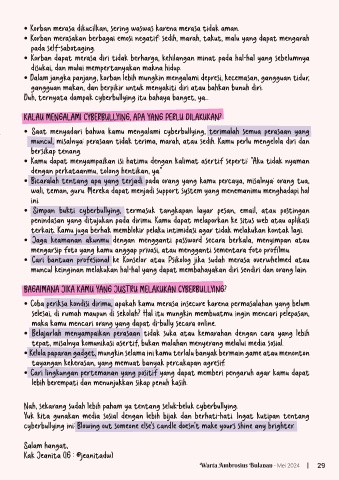 • Korban merasa dikucilkan, sering waswas karena merasa tidak aman.
• Korban merasakan berbagai emosi negatif: sedih, marah, takut, malu yang dapat mengarah
pada self-sabotaging.
• Korban dapat merasa diri tidak berharga, kehilangan minat pada hal-hal yang sebelumnya
disukai, dan mulai mempertanyakan makna hidup.
• Dalam jangka panjang, korban lebih mungkin mengalami depresi, kecemasan, gangguan tidur,
gangguan makan, dan berpikir untuk menyakiti diri atau bahkan bunuh diri.
Duh, ternyata dampak cyberbullying itu bahaya banget, ya..
KALAU MENGALAMI CYBERBULLYING, APA YANG PERLU DILAKUKAN?
• Saat menyadari bahwa kamu mengalami cyberbullying, terimalah semua perasaan yang
muncul, misalnya perasaan tidak terima, marah, atau sedih. Kamu perlu mengelola diri dan
bersikap tenang.
• Kamu dapat menyampaikan isi hatimu dengan kalimat asertif seperti "Aku tidak nyaman
dengan perkataanmu, tolong hentikan, ya"
• Bicaralah tentang apa yang terjadi pada orang yang kamu percaya, misalnya: orang tua,
wali, teman, guru. Mereka dapat menjadi support system yang menemanimu menghadapi hal
ini.
• Simpan bukti cyberbullying, termasuk tangkapan layar pesan, email, atau postingan
penindasan yang ditujukan pada dirimu. Kamu dapat melaporkan ke situs web atau aplikasi
terkait. Kamu juga berhak memblokir pelaku intimidasi agar tidak melakukan kontak lagi.
• Jaga keamanan akunmu dengan mengganti password secara berkala, menyimpan atau
mengarsip foto yang kamu anggap privasi, atau mengganti sementara foto profilmu.
• Cari bantuan profesional ke Konselor atau Psikolog jika sudah merasa overwhelmed atau
muncul keinginan melakukan hal-hal yang dapat membahayakan diri sendiri dan orang lain.
BAGAIMANA JIKA KAMU YANG JUSTRU MELAKUKAN CYBERBULLYING?
• Coba periksa kondisi dirimu, apakah kamu merasa insecure karena permasalahan yang belum
selesai, di rumah maupun di sekolah? Hal itu mungkin membuatmu ingin mencari pelepasan,
maka kamu mencari orang yang dapat di-bully secara online.
• Belajarlah menyampaikan perasaan tidak suka atau kemarahan dengan cara yang lebih
tepat, misalnya komunikasi asertif, bukan malahan menyerang melalui media sosial.
• Kelola paparan gadget, mungkin selama ini kamu terlalu banyak bermain game atau menonton
tayangan kekerasan, yang memuat banyak percakapan agresif.
• Cari lingkungan pertemanan yang positif yang dapat memberi pengaruh agar kamu dapat
lebih berempati dan menunjukkan sikap penuh kasih.
Nah, sekarang sudah lebih paham ya tentang seluk-beluk cyberbullying.
Yuk kita gunakan media sosial dengan lebih bijak dan berhati-hati. Ingat kutipan tentang
cyberbullying ini: Blowing out someone else's candle doesn't make yours shine any brighter.
Salam hangat,
Kak Jeanita (IG : @jeanitadw)
Warta Ambrosius Bulanan - Mei 2024 | 29